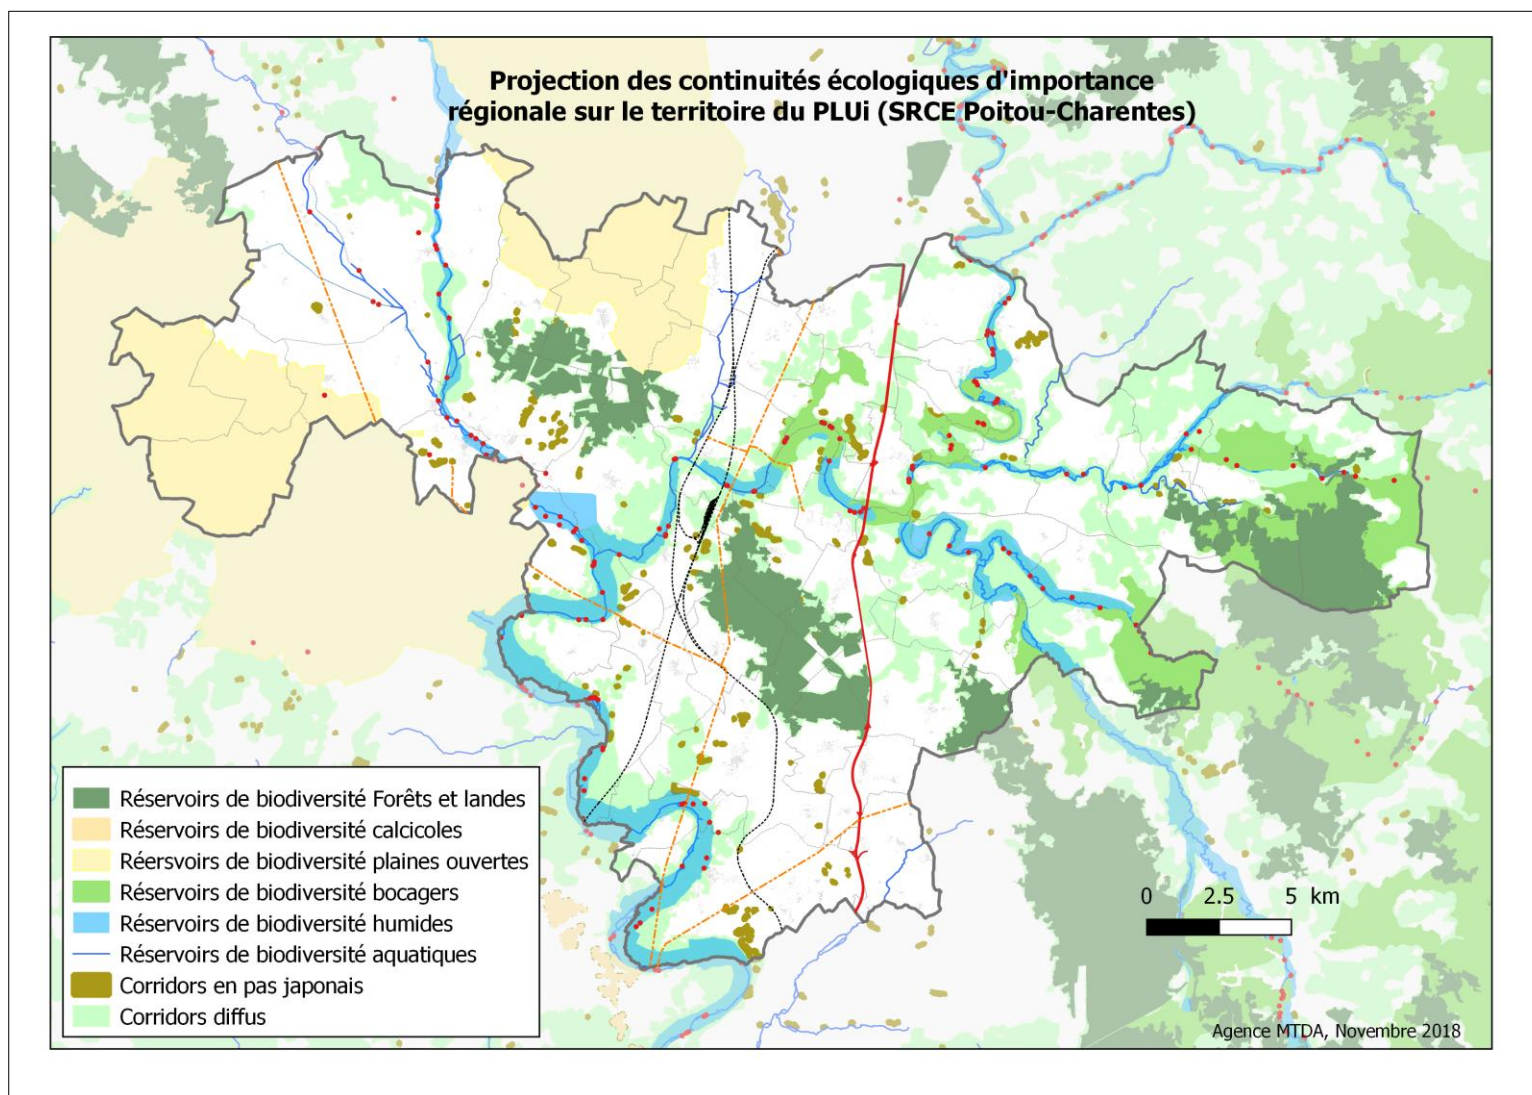 Projection des continuités écologiques d'importance
régionale sur le territoire du PLUi (SRCE Poitou-Charentes)
Réservoirs de biodiversité Forêts et landes
Réservoirs de biodiversité calcicoles
Réersvoirs de biodiversité plaines ouvertes
Réservoirs de biodiversité bocagers
Réservoirs de biodiversité humides
Réservoirs de biodiversité aquatiques
Corridors en pas japonais
Corridors diffus
0 2.5 5 km
Agence MTDA, Novembre 2018